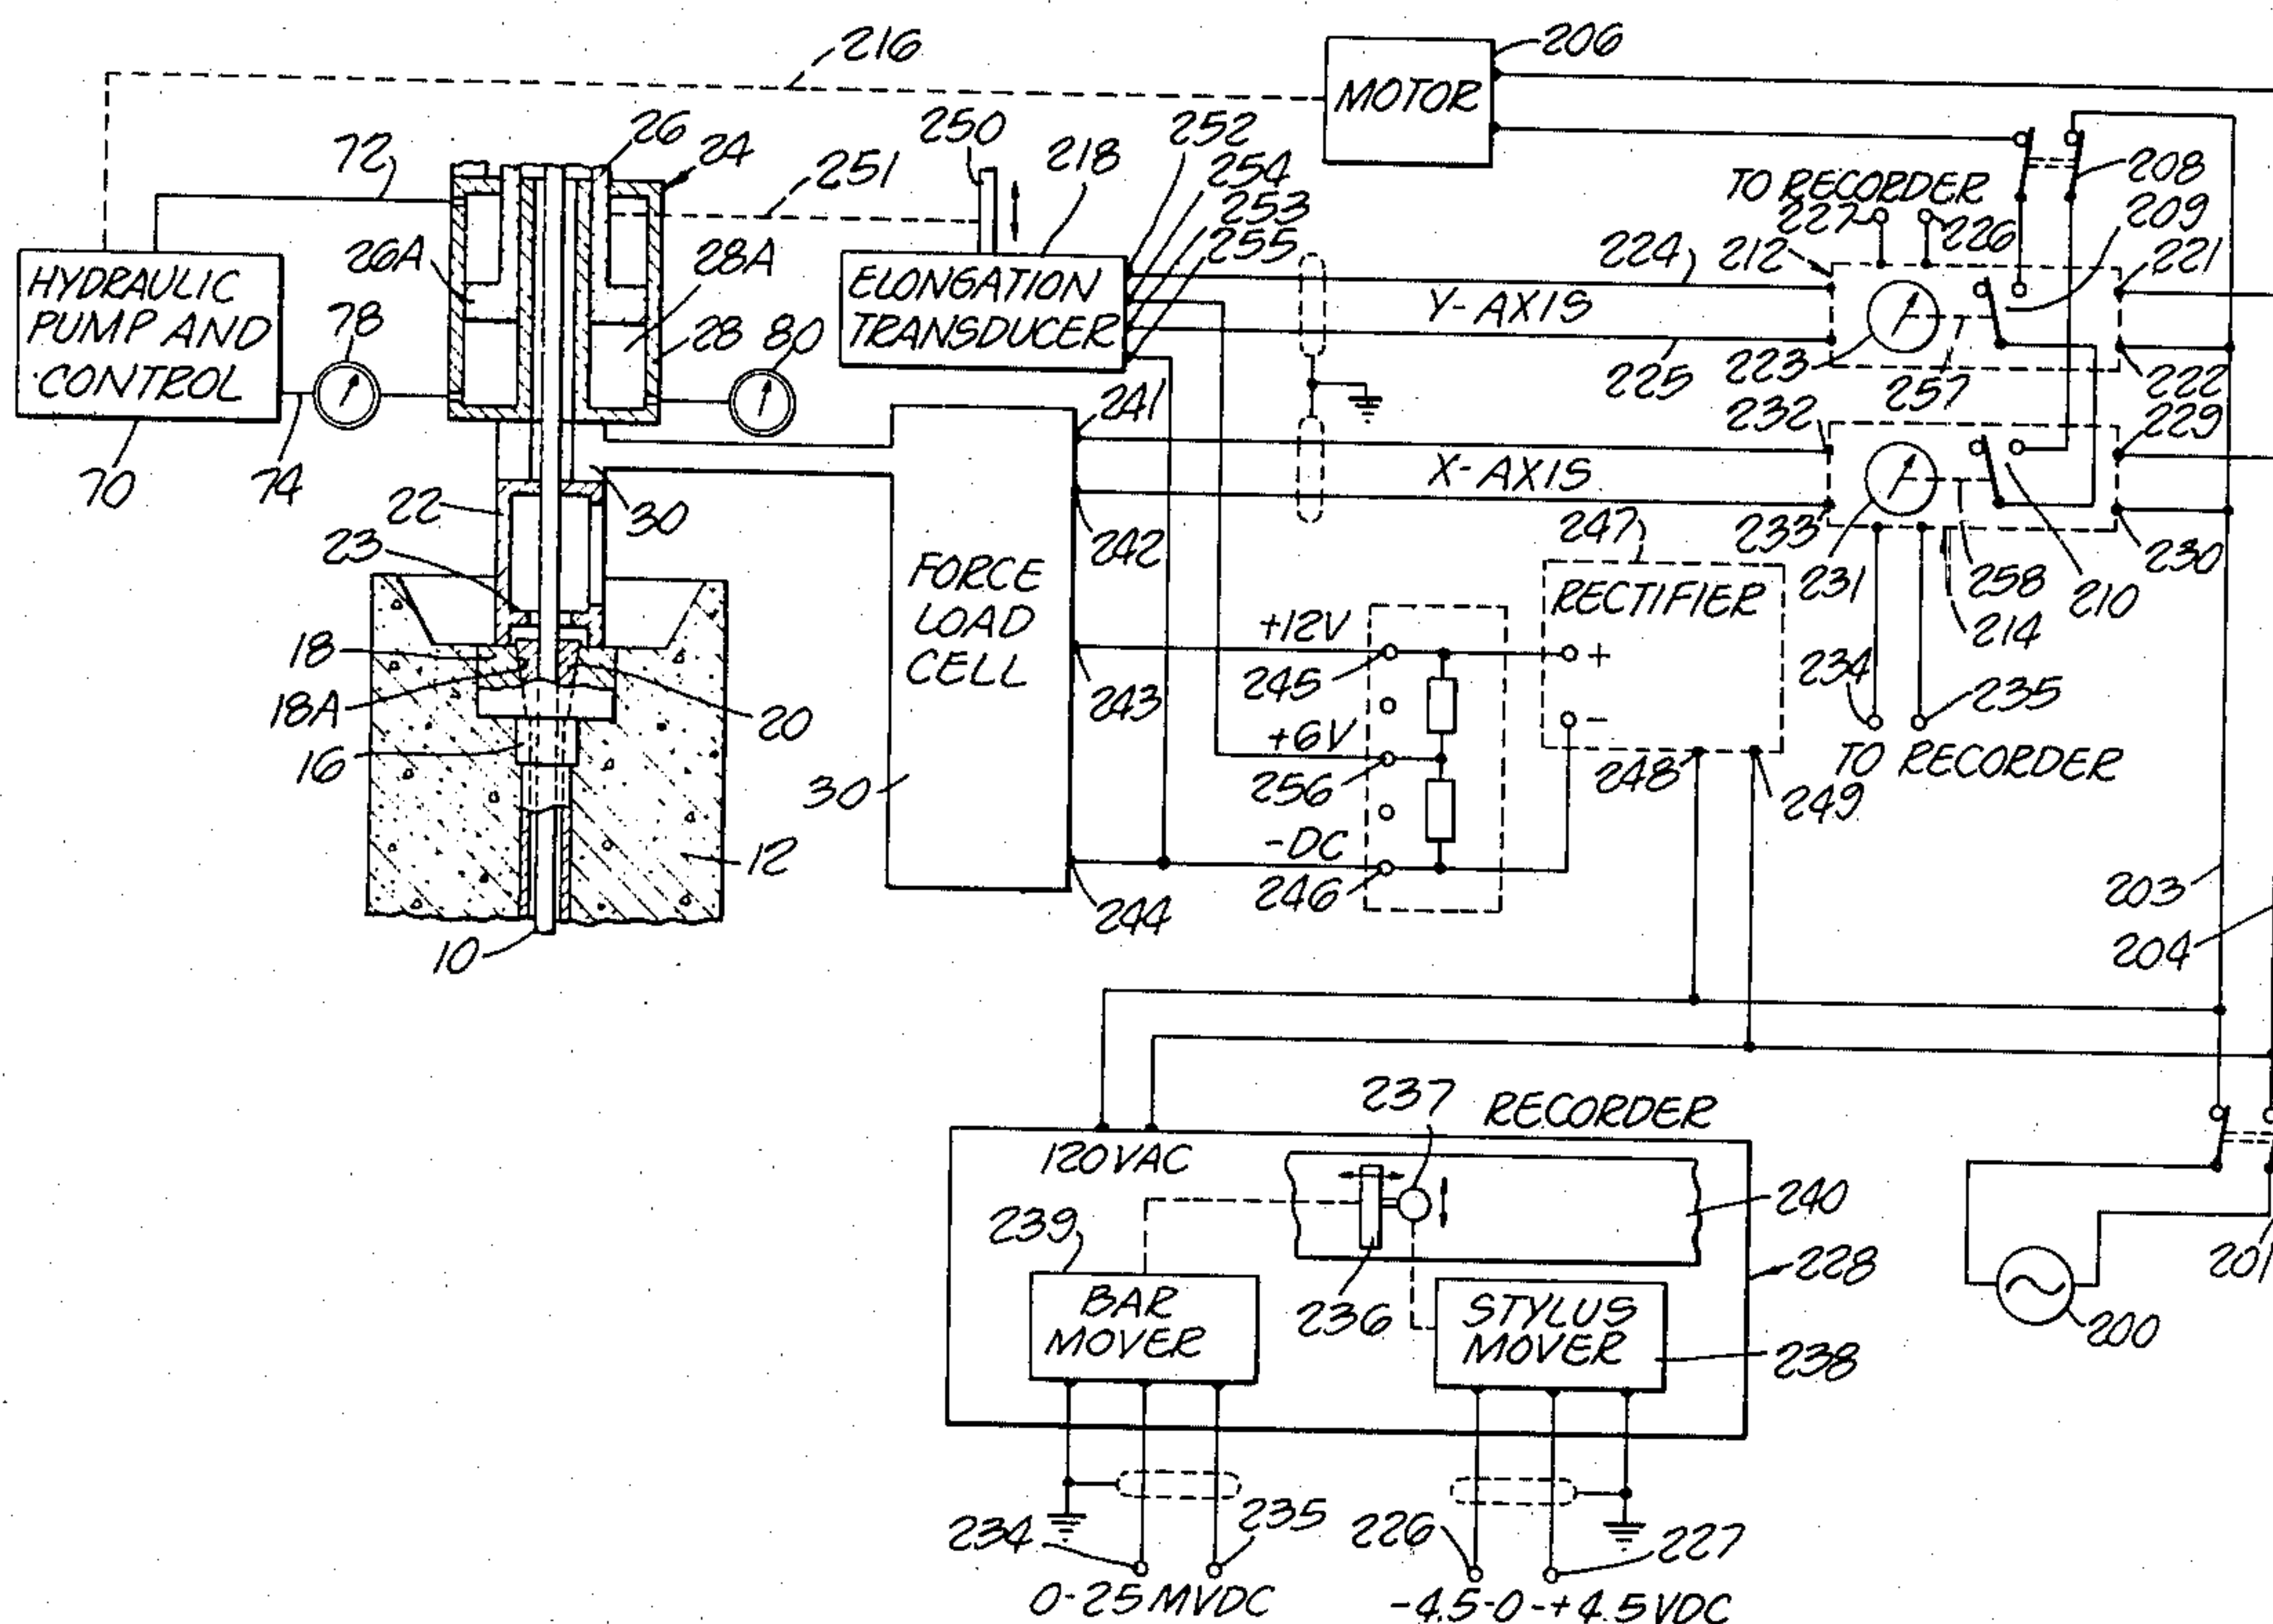 216
206
MOTOR
26
24
250
252
218
254
253
255
72
251
208
TO RECORDER
209
227
226
HYDRAULIC
PUMP AND
CONTROL
26A
78
28A
28
80
ELONGATION
TRANSDUCER
224
212
221
Y-AXIS
225
223
257
222
70
74
241
232
229
X-AXIS
22
30
242
247
233
230
23
231
258
210
214
FORCE
LOAD
CELL
RECTIFIER
+12V
+
18
245
243
234
235
18A
20
+6V
-
16
256
248
249
TO RECORDER
30
12
-DC
246
244
203
204
10
237
RECORDER
120VAC
240
239
228
201
BAR
MOVER
236
STYLUS
MOVER
238
200
234
235
226
227
0-25 MVDC
-4.5-0-+4.5VDC